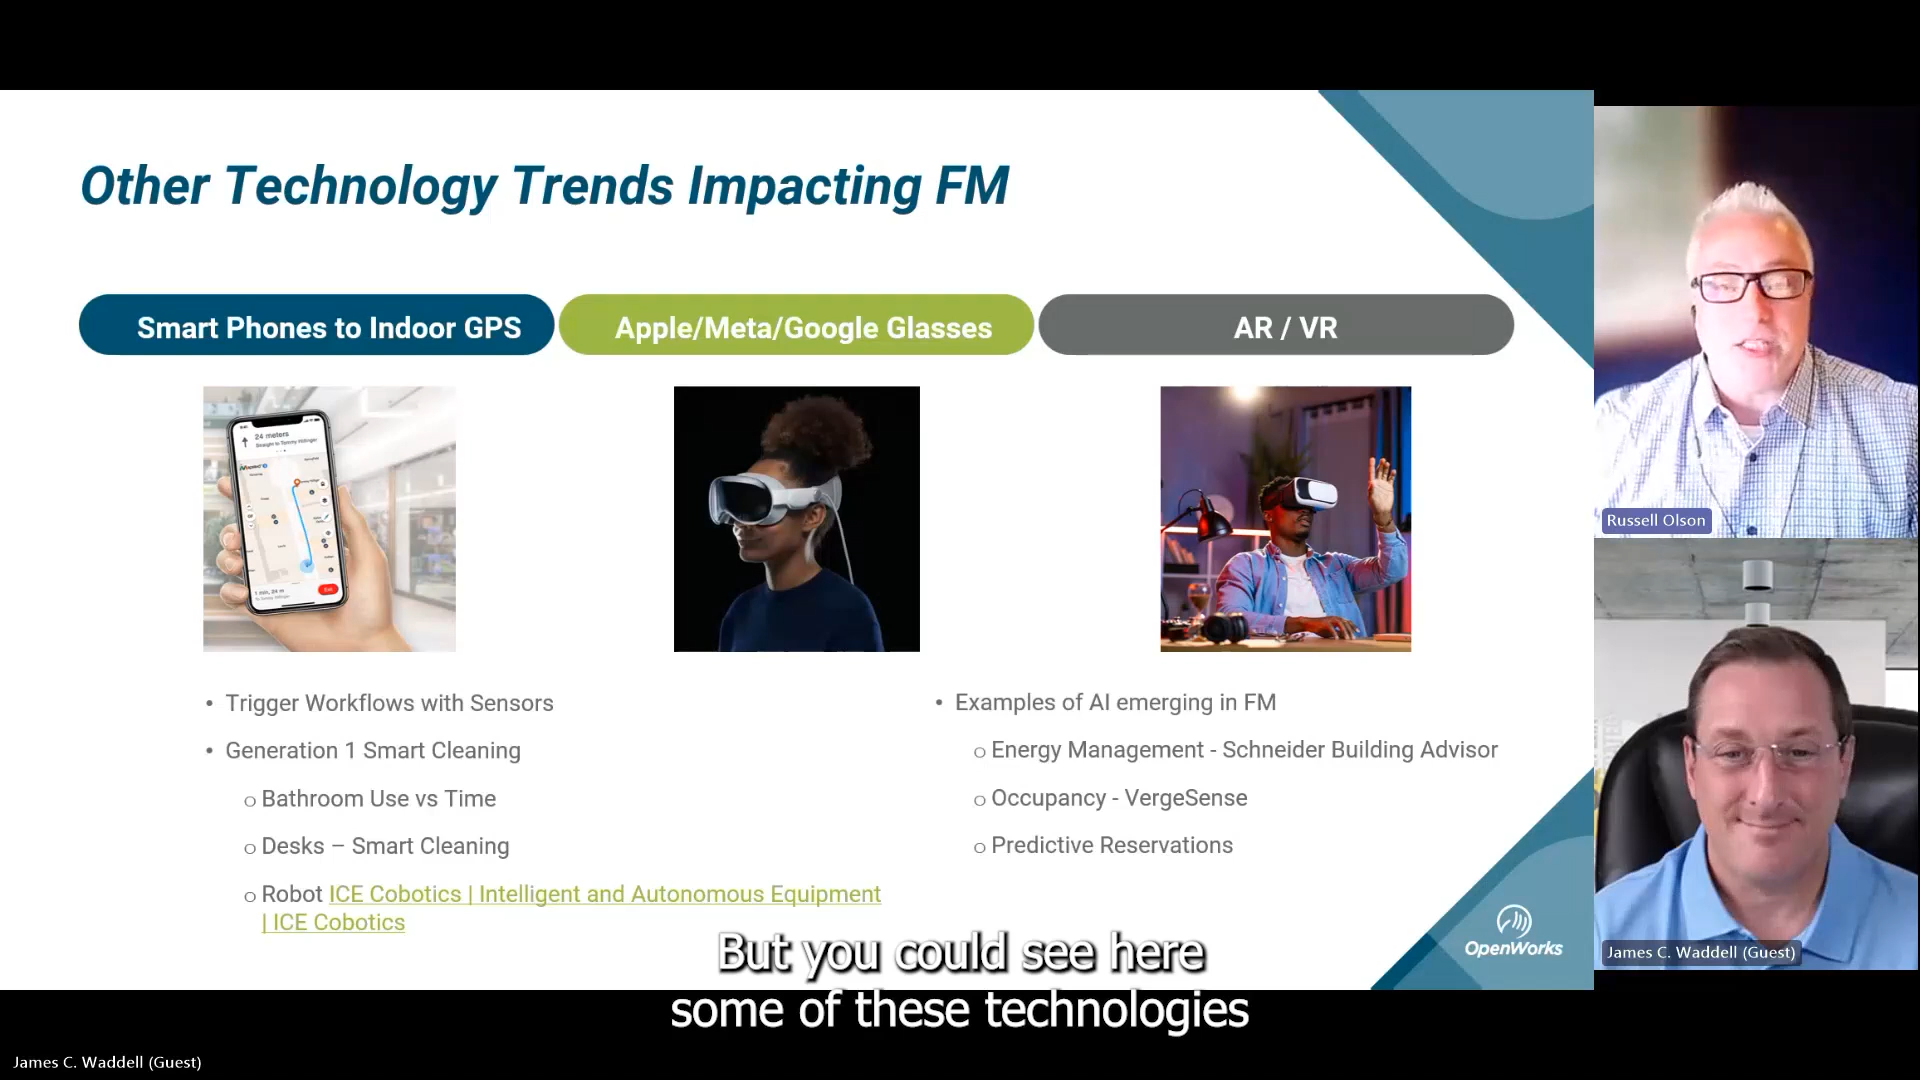 Other Technology Trends Impacting FM
Smart Phones to Indoor GPS
Apple/Meta/Google Glasses
AR / VR
24 meters
• Trigger Workflows with Sensors
• Generation 1 Smart Cleaning
o Bathroom Use vs Time
o Desks – Smart Cleaning
o Robot ICE Cobotics | Intelligent and Autonomous Equipment
| ICE Cobotics
• Examples of AI emerging in FM
o Energy Management - Schneider Building Advisor
o Occupancy - VergeSense
o Predictive Reservations
OpenWorks
Russell Olson
James C. Waddell (Guest)
But you could see here
some of these technologies
James C. Waddell (Guest)